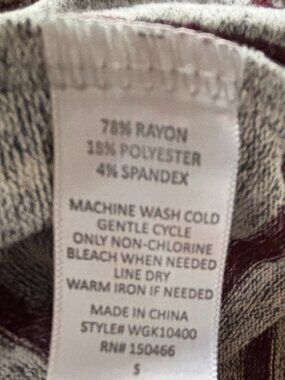 78% RAYON
18% POLYESTER
4% SPANDEX
MACHINE WASH COLD
GENTLE CYCLE
ONLY NON-CHLORINE
BLEACH WHEN NEEDED
LINE DRY
WARM IRON IF NEEDED
MADE IN CHINA
STYLE# WGK10400
RN# 150466
S